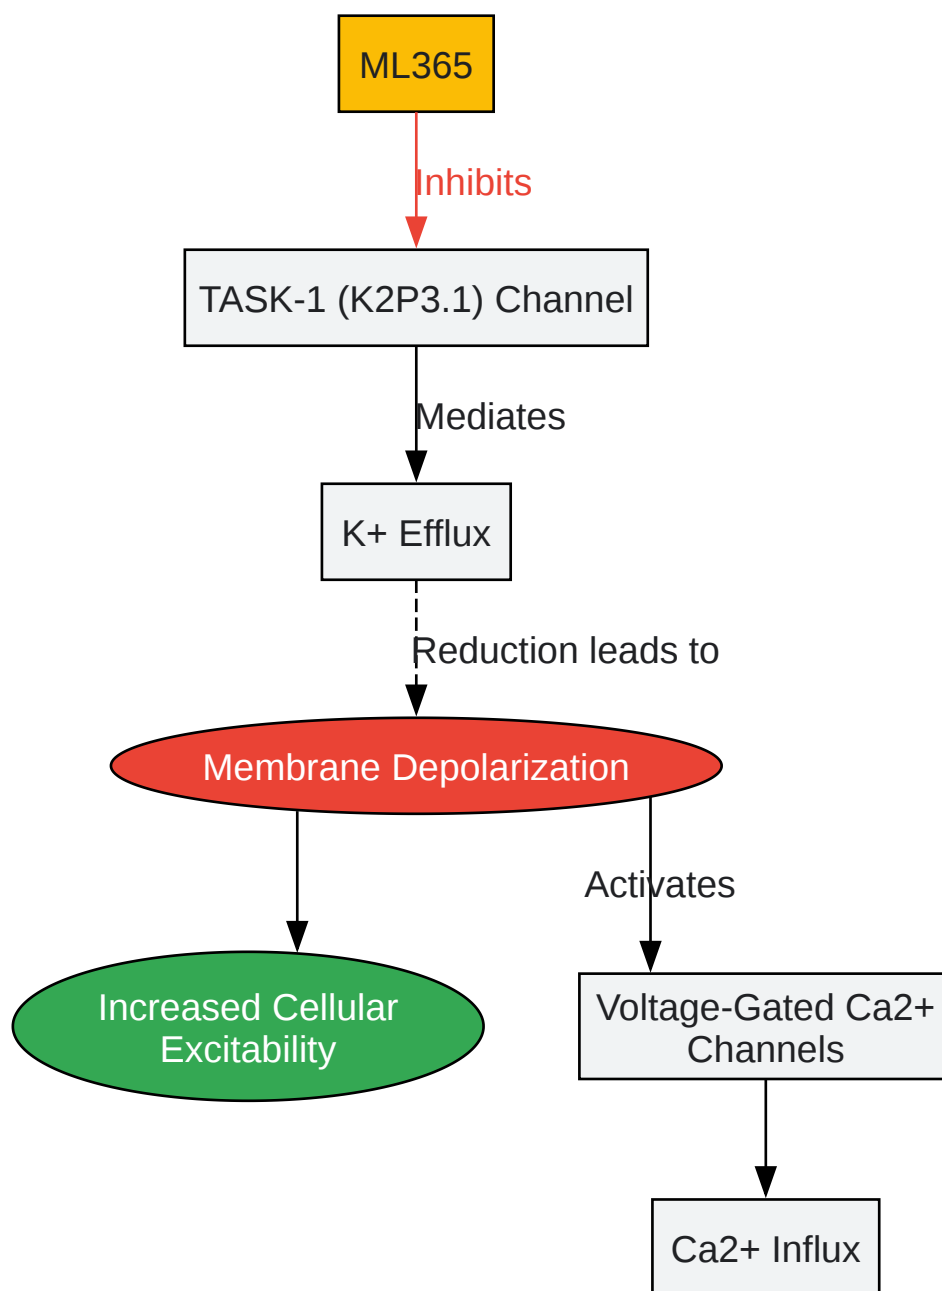 ML365
Inhibits
TASK-1 (K2P3.1) Channel
Mediates
K+ Efflux
Reduction leads to
Membrane Depolarization
Activates
Increased Cellular
Excitability
Voltage-Gated Ca2+
Channels
Ca2+ Influx